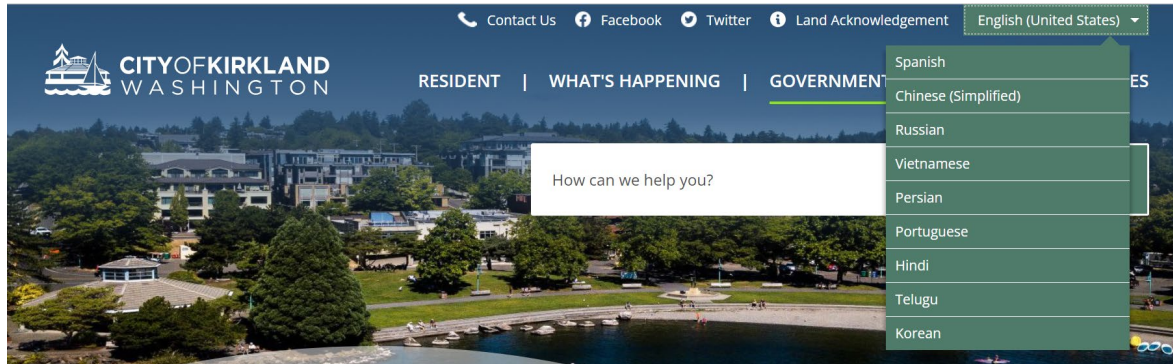 Contact Us Facebook Twitter Land Acknowledgement English (United States)
CITYOFKIRKLAND
WASHINGTON
RESIDENT | WHAT'S HAPPENING | GOVERNMENT ES
How can we help you?
Spanish
Chinese (Simplified)
Russian
Vietnamese
Persian
Portuguese
Hindi
Telugu
Korean